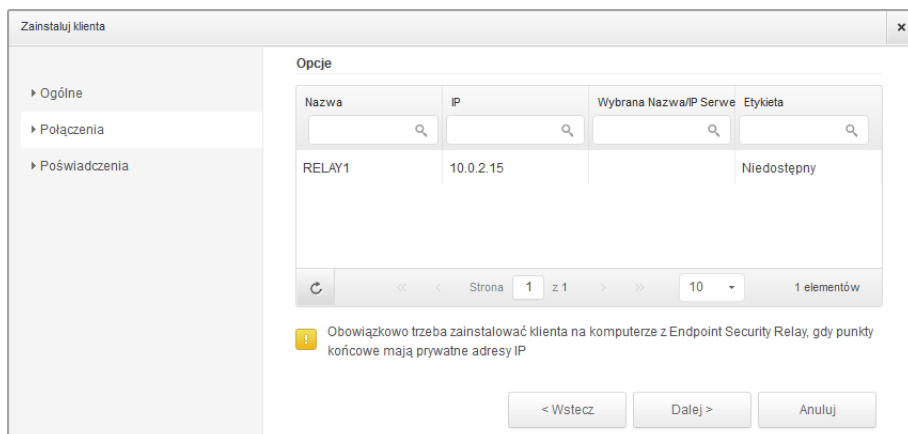 Zainstaluj klienta
Ogólne
Połączenia
Poświadczenia
Opcje
Nazwa IP Wybrana Nazwa/IP Serwe Etykieta
RELAY1 10.0.2.15 Niedostępny
Strona 1 z 1 10 1 elementów
Obowiązkowo trzeba zainstalować klienta na komputerze z Endpoint Security Relay, gdy punkty
końcowe mają prywatne adresy IP
< Wstecz Dalej > Anuluj